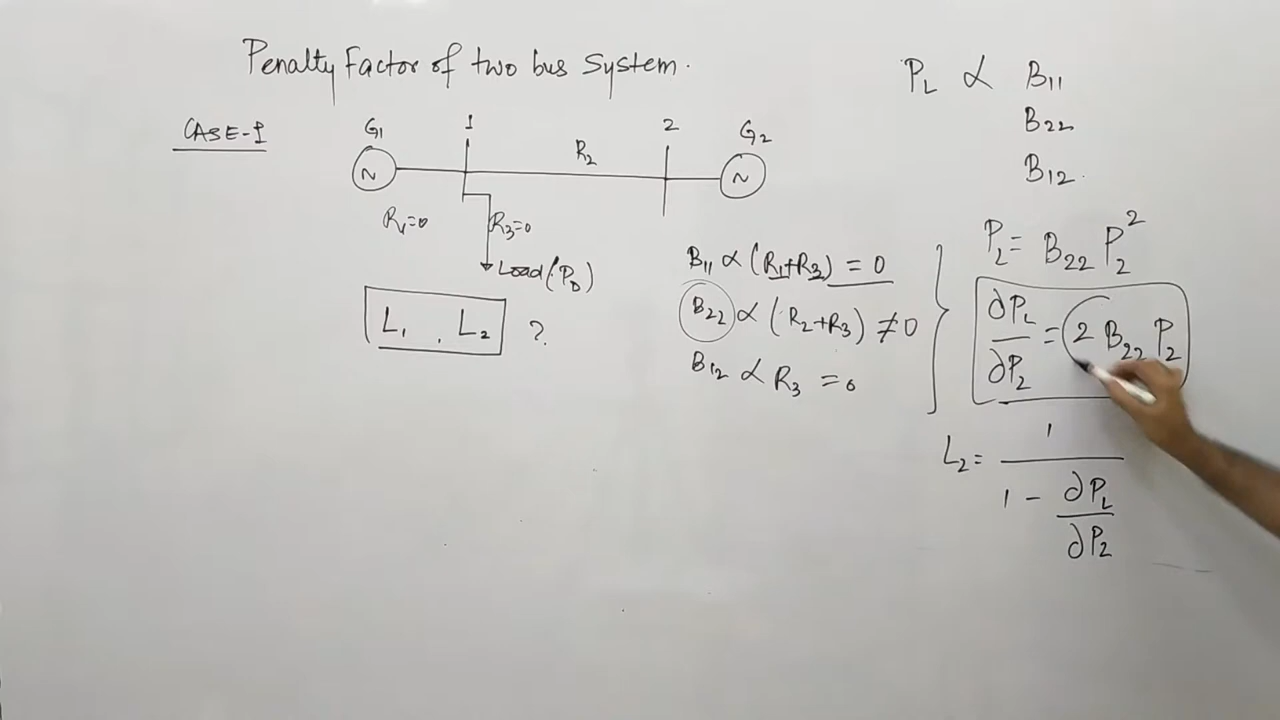 Penalty Factor of two bus System.
CASE-I
G1 1 R2 2 G2
~ ~
R1=0 R3=0
Load (PD)
L1 , L2 ?
B11 ∝ (R1+R3) = 0
B22 ∝ (R2+R3) ≠ 0
B12 ∝ R3 = 0
PL ∝ B11
B22
B12.
PL = B22 P2²
∂PL/∂P2 = 2 B22 P2
L2 = 1/(1 - ∂PL/∂P2)